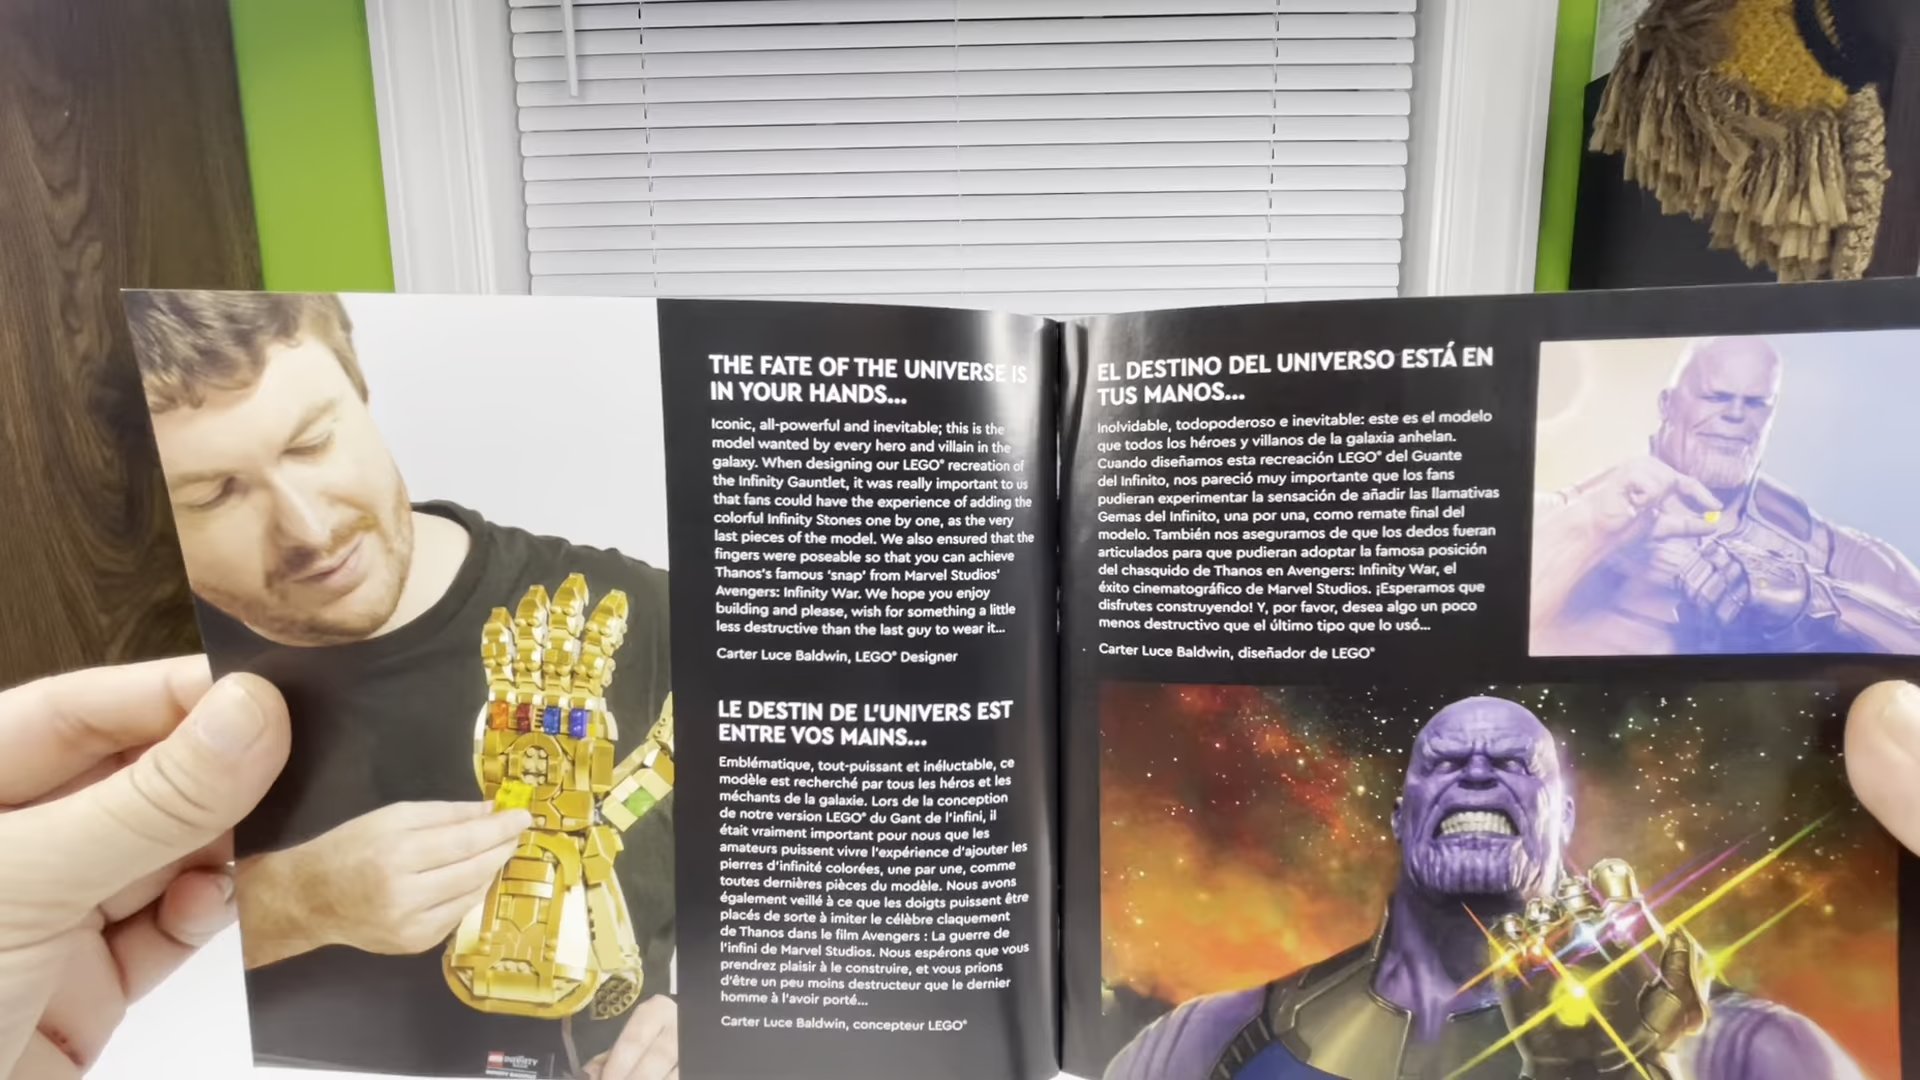 THE FATE OF THE UNIVERSE IS
IN YOUR HANDS...
Iconic, all-powerful and inevitable; this is the
model wanted by every hero and villain in the
galaxy. When designing our LEGO® recreation of
the Infinity Gauntlet, it was really important to us
that fans could have the experience of adding the
colorful Infinity Stones one by one, as the very
last pieces of the model. We also ensured that the
fingers were poseable so that you can achieve
Thanos's famous 'snap' from Marvel Studios'
Avengers: Infinity War. We hope you enjoy
building and please, wish for something a little
less destructive than the last guy to wear it...
Carter Luce Baldwin, LEGO® Designer
LE DESTIN DE L'UNIVERS EST
ENTRE VOS MAINS...
Emblématique, tout-puissant et inéluctable, ce
modèle est recherché par tous les héros et les
méchants de la galaxie. Lors de la conception
de notre version LEGO® du Gant de l'infini, il
était vraiment important pour nous que les
amateurs puissent vivre l'expérience d'ajouter les
pierres d'infinité colorées, une par une, comme
toutes dernières pièces du modèle. Nous avons
également veillé à ce que les doigts puissent être
placés de sorte à imiter le célèbre claquement
de Thanos dans le film Avengers : La guerre de
l'infini de Marvel Studios. Nous espérons que vous
prendrez plaisir à le construire, et vous prions
d'être un peu moins destructeur que le dernier
homme à l'avoir porté...
Carter Luce Baldwin, concepteur LEGO®
EL DESTINO DEL UNIVERSO ESTÁ EN
TUS MANOS...
Inolvidable, todopoderoso e inevitable: este es el modelo
que todos los héroes y villanos de la galaxia anhelan.
Cuando diseñamos esta recreación LEGO® del Guante
del Infinito, nos pareció muy importante que los fans
pudieran experimentar la sensación de añadir las llamativas
Gemas del Infinito, una por una, como remate final del
modelo. También nos aseguramos de que los dedos fueran
articulados para que pudieran adoptar la famosa posición
del chasquido de Thanos en Avengers: Infinity War, el
éxito cinematográfico de Marvel Studios. ¡Esperamos que
disfrutes construyendo! Y, por favor, desea algo un poco
menos destructivo que el último tipo que lo usó...
Carter Luce Baldwin, diseñador de LEGO®